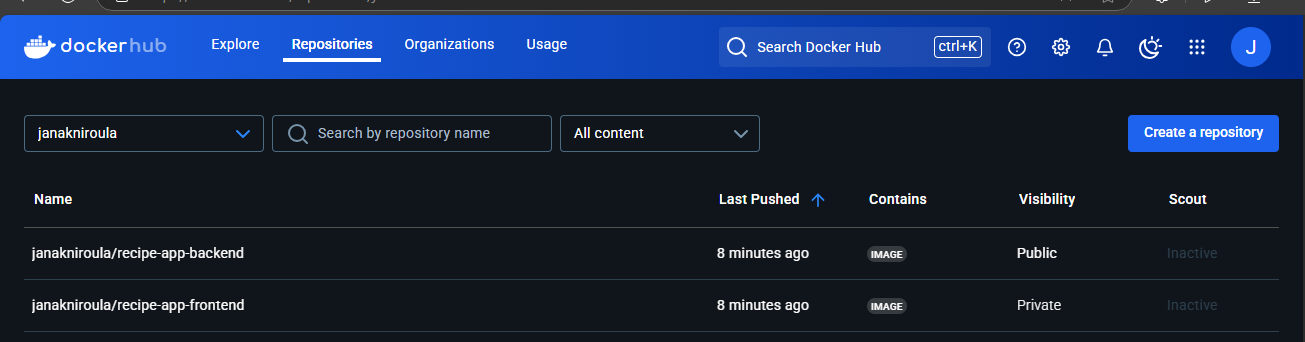 dockerhub Explore Repositories Organizations Usage Search Docker Hub ctrl+K J
janakniroula Search by repository name All content Create a repository
Name Last Pushed Contains Visibility Scout
janakniroula/recipe-app-backend 8 minutes ago IMAGE Public Inactive
janakniroula/recipe-app-frontend 8 minutes ago IMAGE Private Inactive